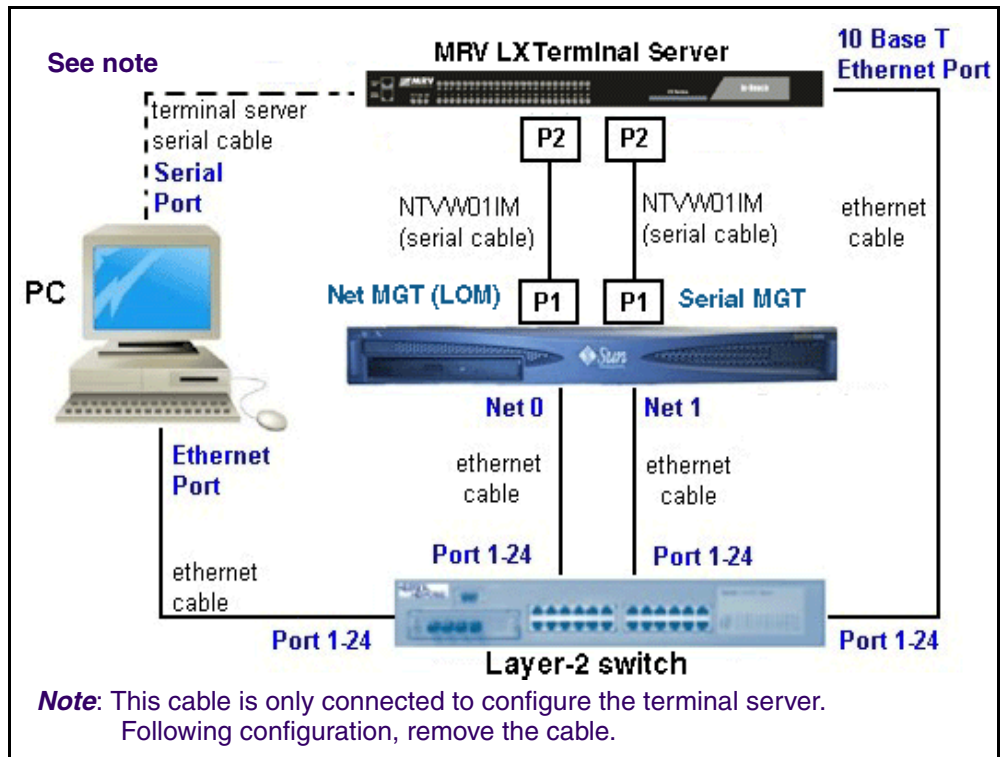 See note
MRV LXTerminal Server
10 Base T
Ethernet Port
MRV
In-Reach
terminal server
serial cable
Serial
Port
P2
P2
NTVW01IM
(serial cable)
NTVW01IM
(serial cable)
ethernet
cable
PC
Net MGT (LOM)
P1
P1
Serial MGT
Sun
Net 0
Net 1
Ethernet
Port
ethernet
cable
ethernet
cable
Port 1-24
Port 1-24
ethernet
cable
Port 1-24
Port 1-24
Layer-2 switch
Note: This cable is only connected to configure the terminal server.
Following configuration, remove the cable.